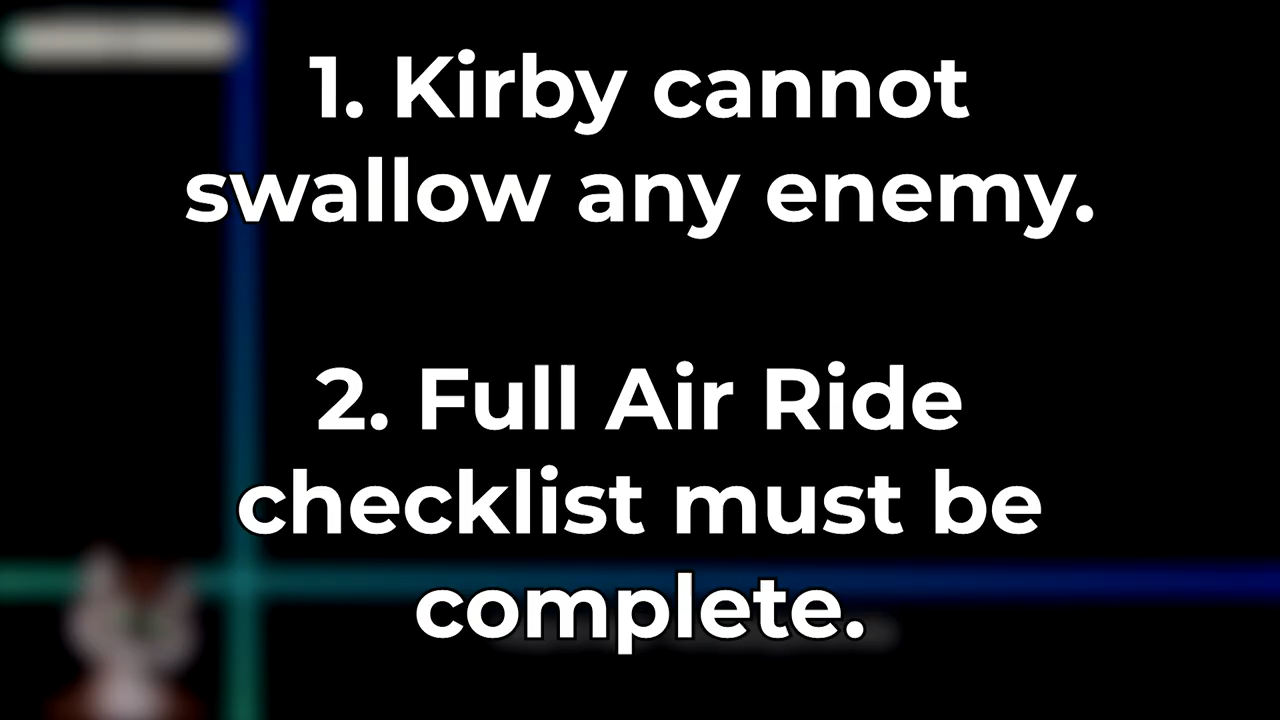 1. Kirby cannot
swallow any enemy.
2. Full Air Ride
checklist must be
complete.